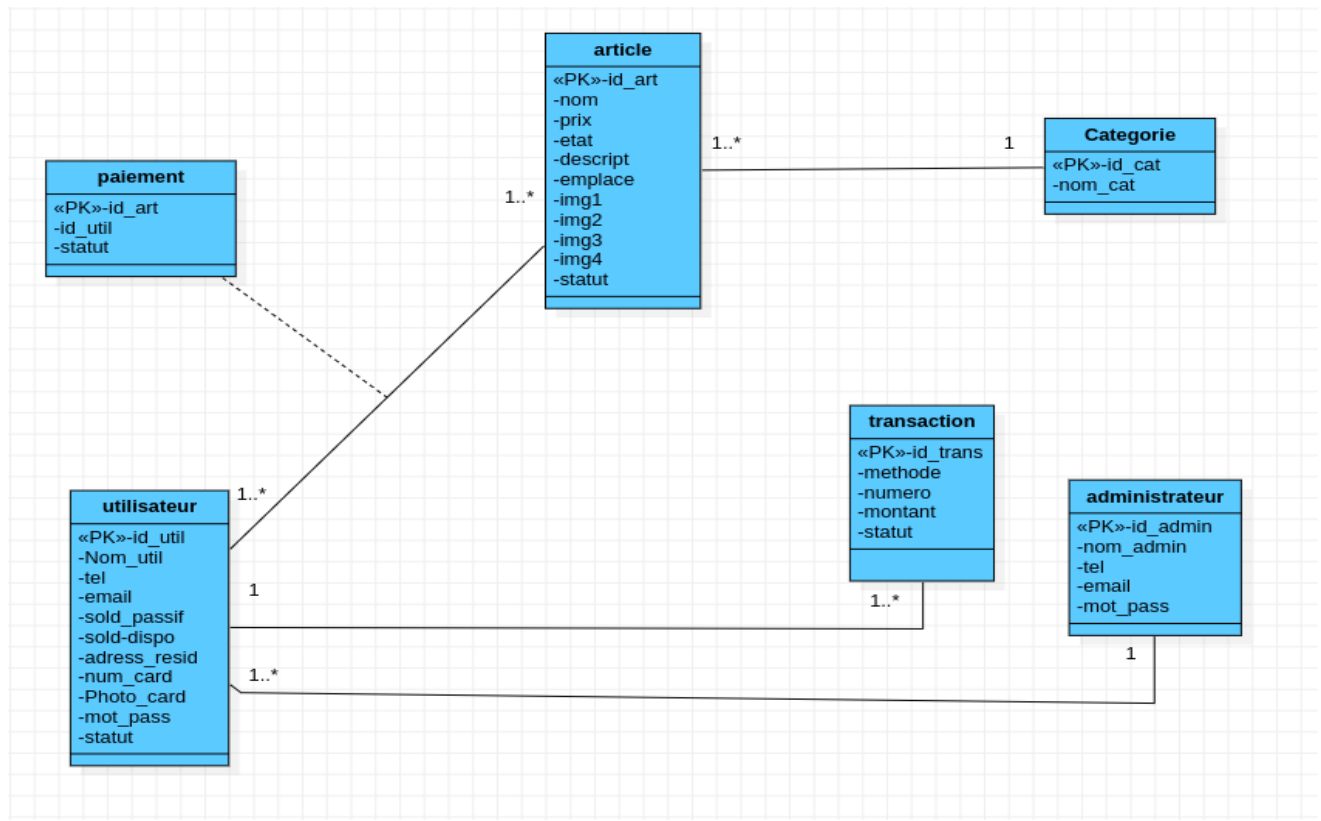 article
«PK»-id_art
-nom
-prix
-etat
-descript
-emplace
-img1
-img2
-img3
-img4
-statut
1..*
1
Categorie
«PK»-id_cat
-nom_cat
paiement
«PK»-id_art
-id_util
-statut
1..*
1..*
utilisateur
«PK»-id_util
-Nom_util
-tel
-email
-sold_passif
-sold-dispo
-adress_resid
-num_card
-Photo_card
-mot_pass
-statut
1
1..*
transaction
«PK»-id_trans
-methode
-numero
-montant
-statut
1..*
administrateur
«PK»-id_admin
-nom_admin
-tel
-email
-mot_pass
1